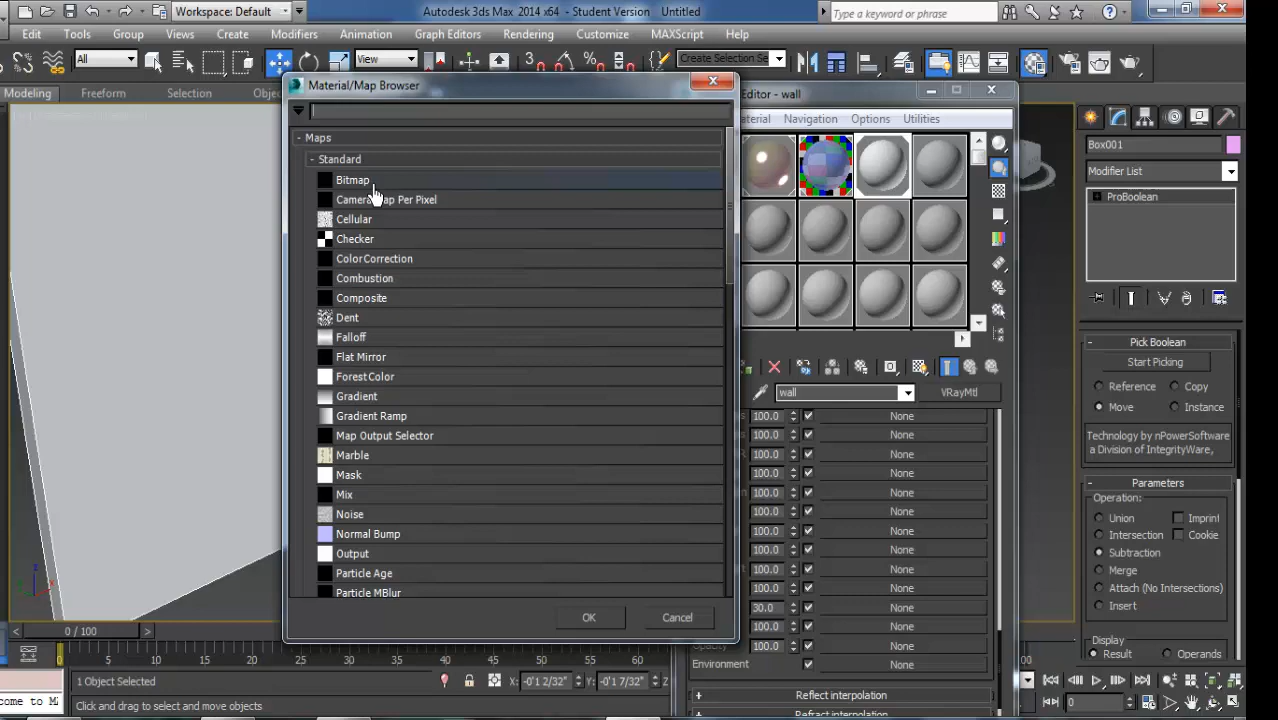 Workspace: Default
Autodesk 3ds Max 2014 x64 - Student Version Untitled
Type a keyword or phrase
Edit Tools Group Views Create Modifiers Animation Graph Editors Rendering Customize MAXScript Help
All View Create Selection Se
Modeling Freeform Selection
Material/Map Browser
Editor - wall
Navigation Options Utilities
- Maps
- Standard
Bitmap
Camera Map Per Pixel
Cellular
Checker
Color Correction
Combustion
Composite
Dent
Falloff
Flat Mirror
Forest Color
Gradient
Gradient Ramp
Map Output Selector
Marble
Mask
Mix
Noise
Normal Bump
Output
Particle Age
Particle MBlur
OK Cancel
wall VRayMtl
100.0 None
100.0 None
100.0 None
100.0 None
100.0 None
100.0 None
100.0 None
100.0 None
100.0 None
100.0 None
30.0 None
100.0 None
100.0 None
Opacity
Environment None
+ Reflect interpolation
+ Refract interpolation
Box001
Modifier List
ProBoolean
- Pick Boolean
Start Picking
Reference Copy
Move Instance
Technology by nPowerSoftware
a Division of IntegrityWare,
- Parameters
Operation:
Union Imprint
Intersection Cookie
Subtraction
Merge
Attach (No Intersections)
Insert
Display
Result Operands
< 0 / 100 >
0 5 10 15 20 25 30 35 40 45 50 55 60
1 Object Selected X: -0'1 2/32" Y: -0'1 7/32" Z
Click and drag to select and move objects
0